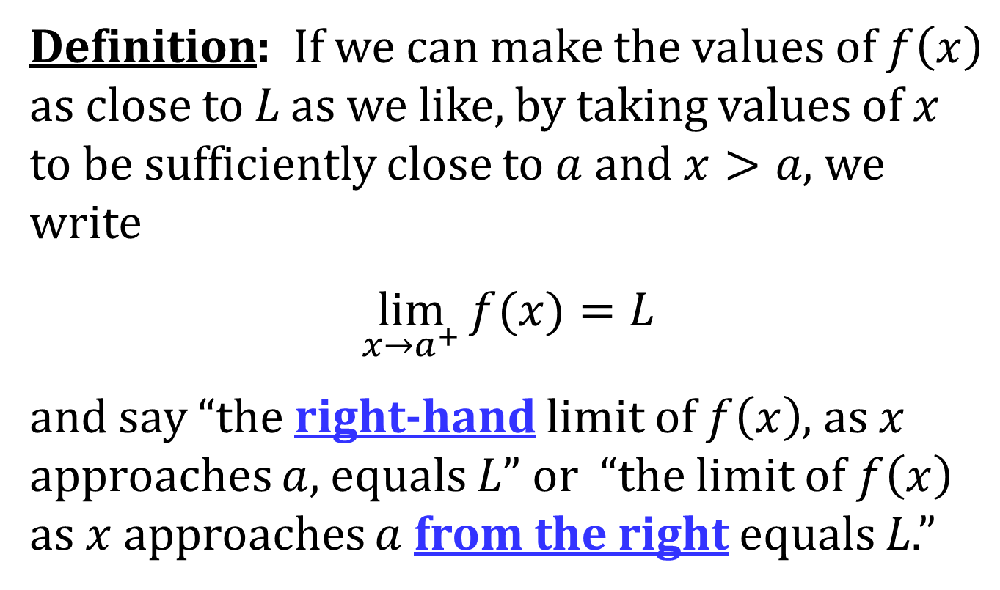 Definition: If we can make the values of f(x)
as close to L as we like, by taking values of x
to be sufficiently close to a and x > a, we
write
lim f(x) = L
x→a⁺
and say “the right-hand limit of f(x), as x
approaches a, equals L” or “the limit of f(x)
as x approaches a from the right equals L.”